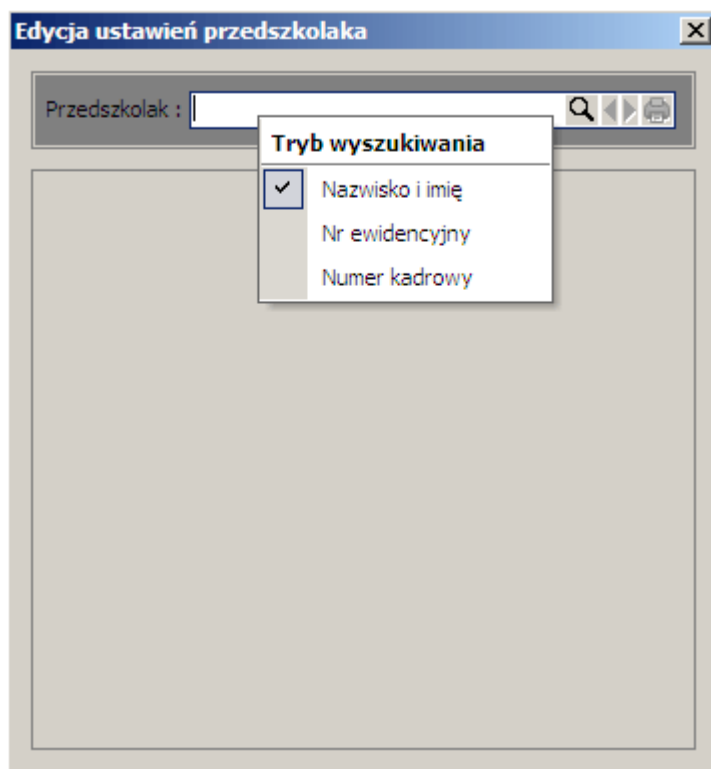 Edycja ustawień przedszkolaka
Przedszkolak :
Tryb wyszukiwania
Nazwisko i imię
Nr ewidencyjny
Numer kadrowy